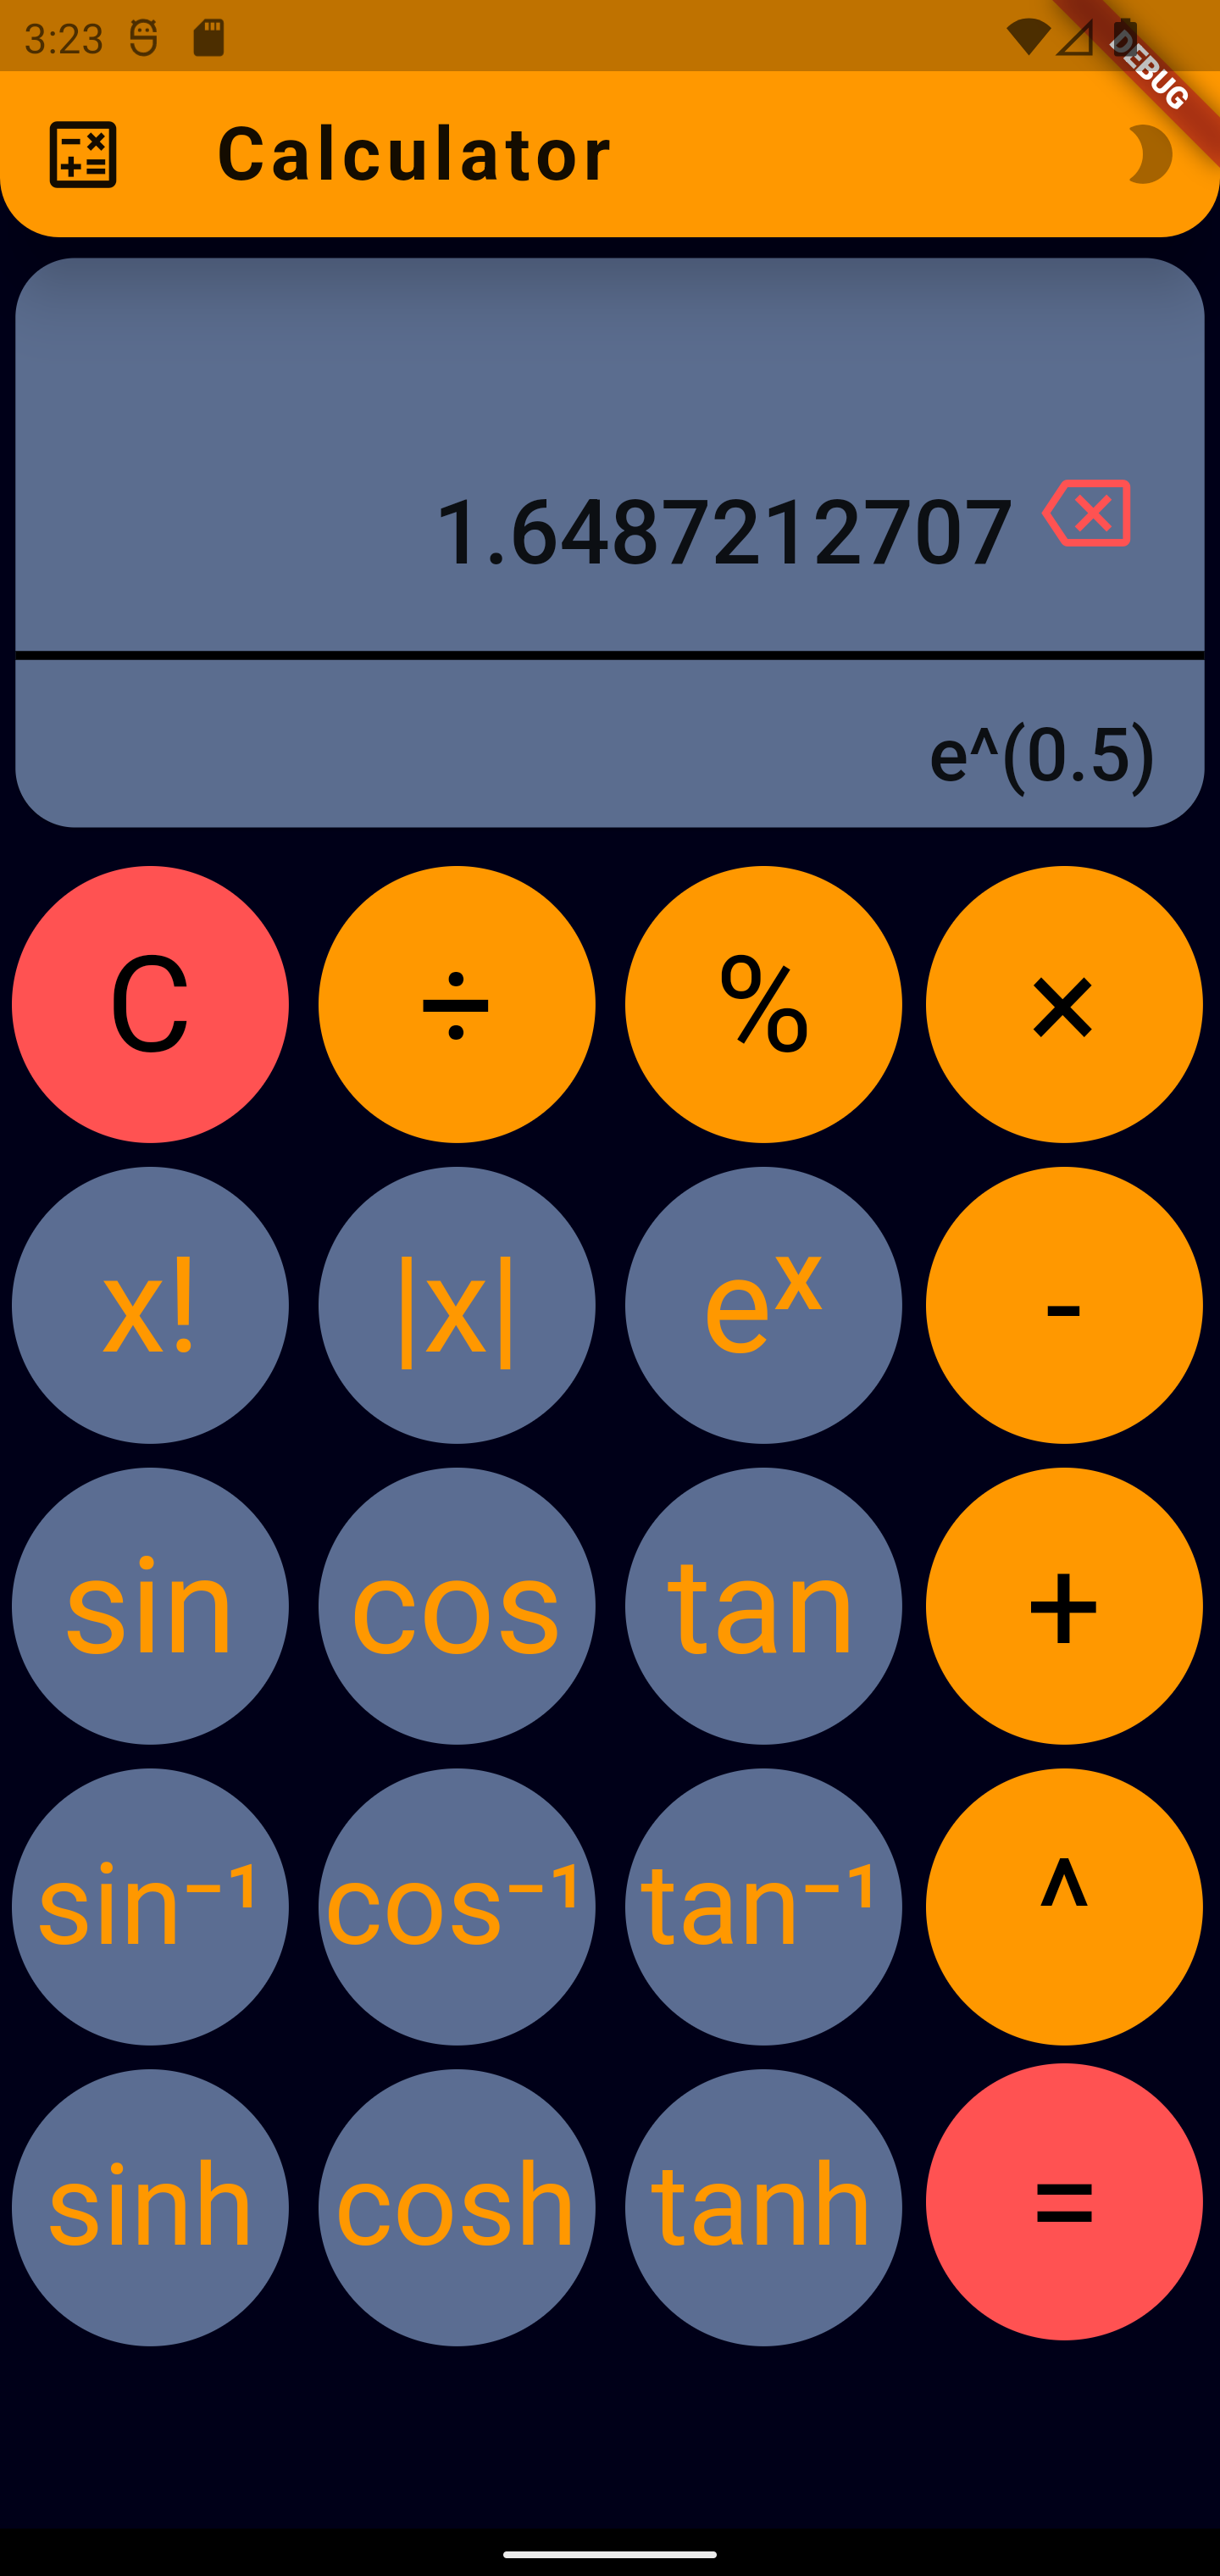 3:23
DEBUG
Calculator
1.6487212707
e^(0.5)
C ÷ % ×
x! |x| eˣ -
sin cos tan +
sin⁻¹ cos⁻¹ tan⁻¹ ^
sinh cosh tanh =